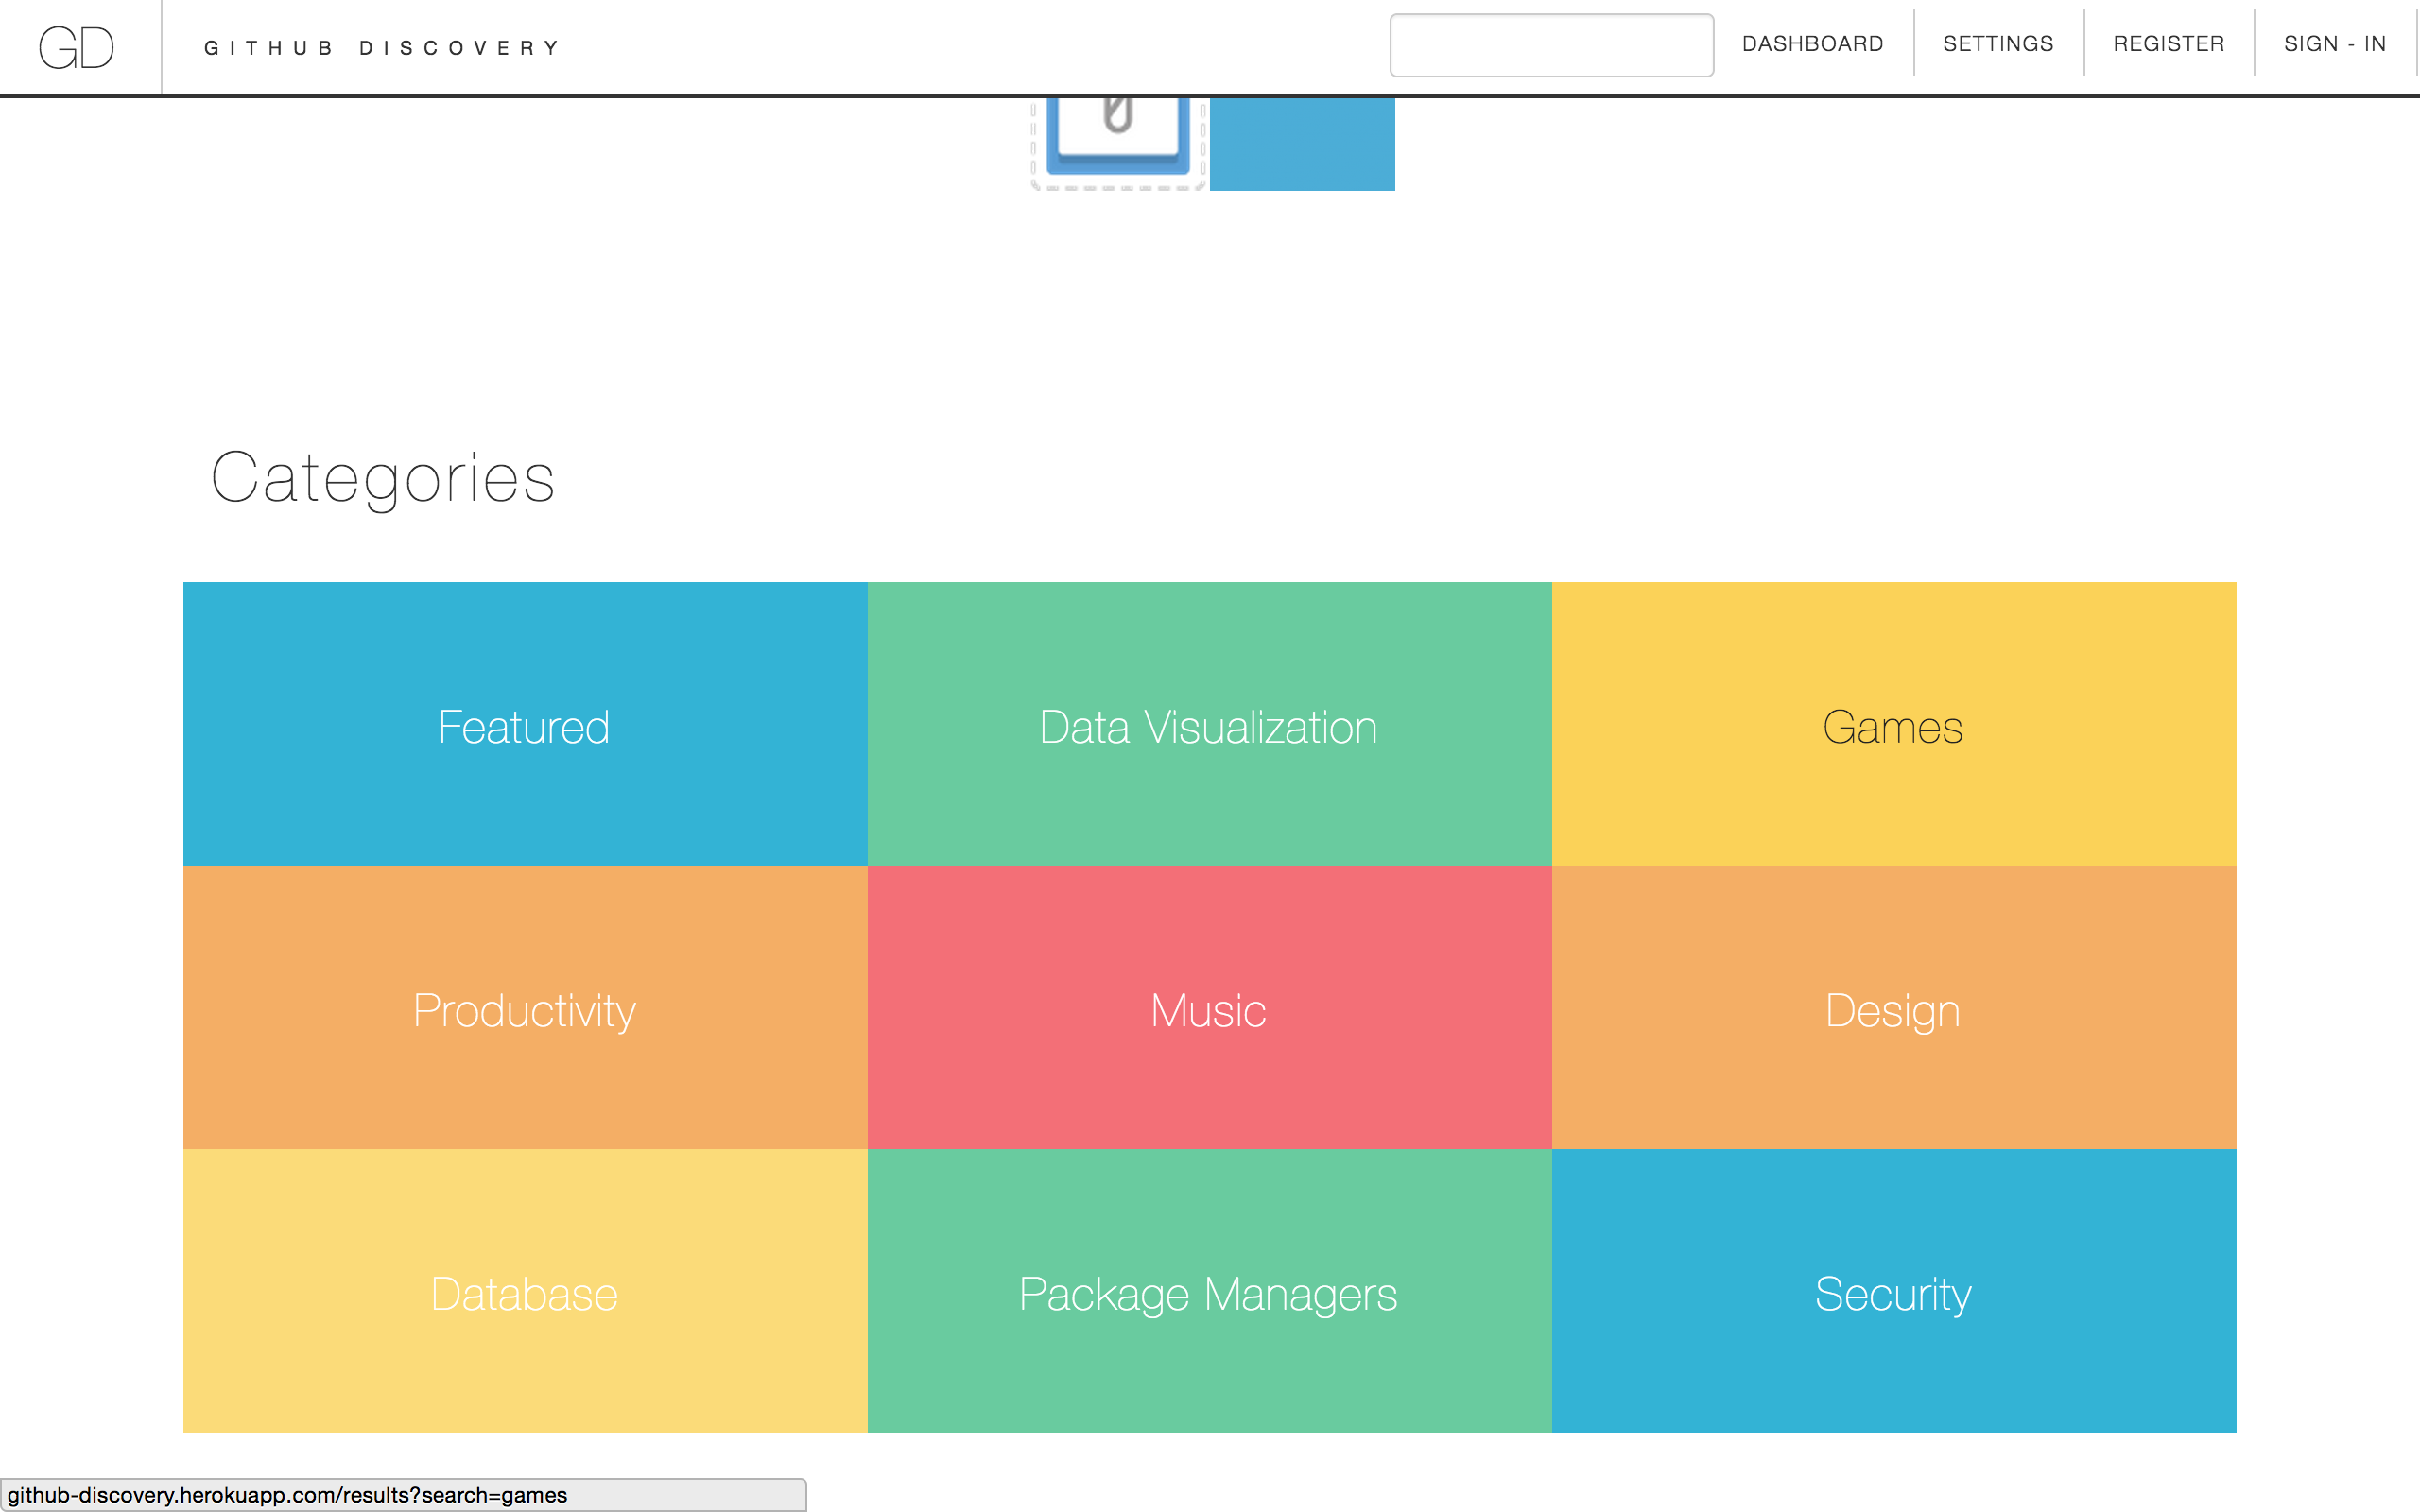 GD
GITHUB DISCOVERY
DASHBOARD
SETTINGS
REGISTER
SIGN - IN
Categories
Featured
Data Visualization
Games
Productivity
Music
Design
Database
Package Managers
Security
github-discovery.herokuapp.com/results?search=games